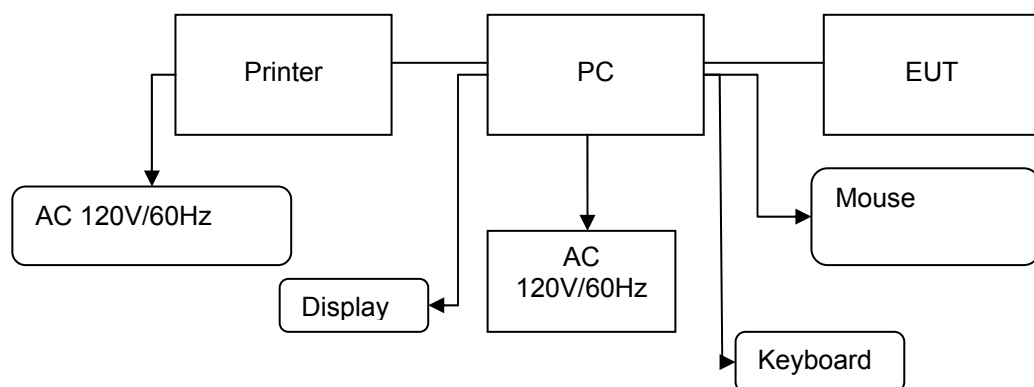 Printer
PC
EUT
AC 120V/60Hz
Mouse
AC
120V/60Hz
Display
Keyboard